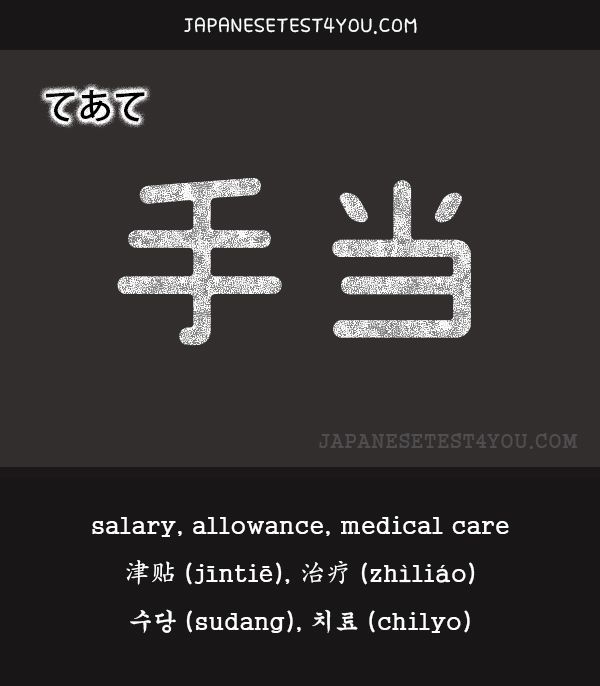 JAPANESETEST4YOU.COM
てあて
手当
JAPANESETEST4YOU.COM
salary, allowance, medical care
津贴 (jīntiē), 治疗 (zhìliáo)
수당 (sudang), 치료 (chilyo)